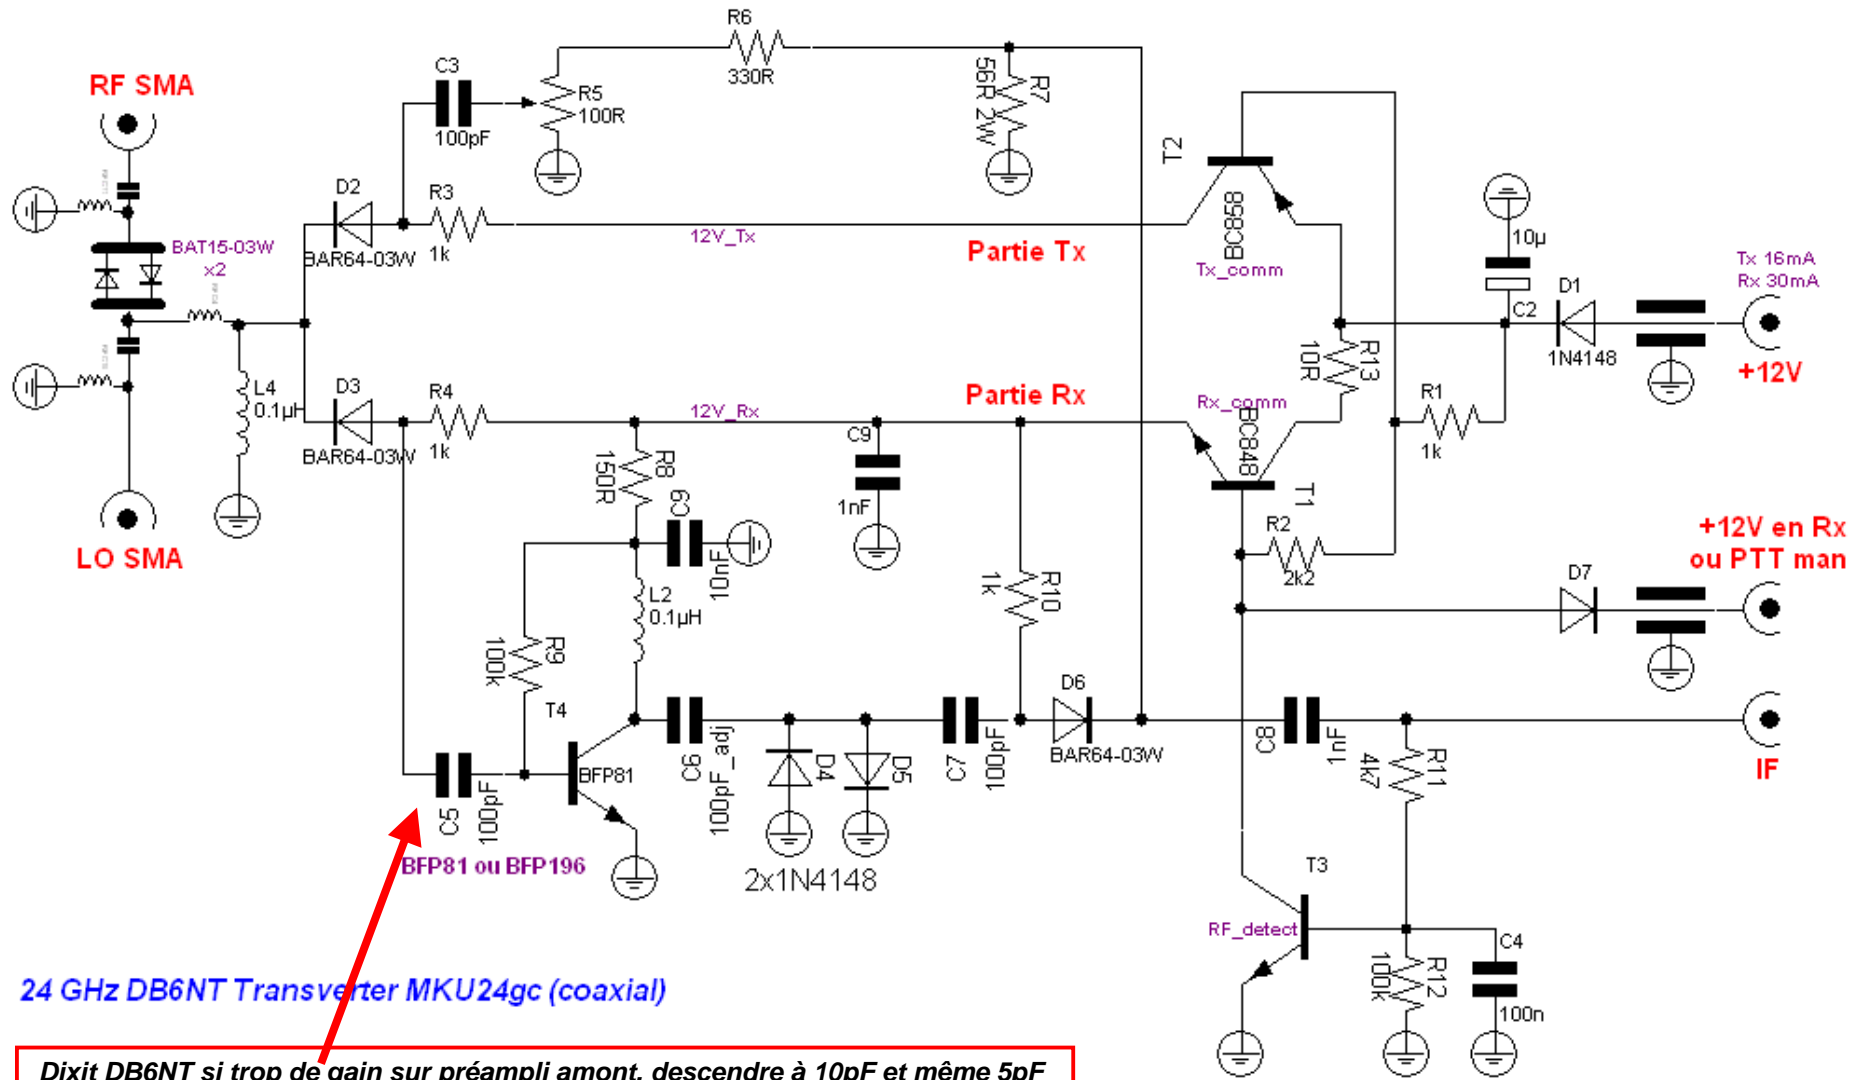 R6
330R
C3
100pF
R5
100R
R7
56R 2W
RF SMA
T2
BC858
D2
BAR64-03W
R3
1k
12V_Tx
Partie Tx
Tx_comm
10µ
C2
D1
1N4148
Tx 16mA
Rx 30mA
+12V
BAT15-03W
x2
L4
0.1µH
D3
BAR64-03W
R4
1k
12V_Rx
Partie Rx
Rx_comm
BC848
T1
R13
10R
R1
1k
R8
150R
C9
1nF
C9
10nF
R2
2k2
+12V en Rx
ou PTT man
D7
LO SMA
L2
0.1µH
R9
100k
R10
1k
T4
BFP81
C5
100pF
C6
100pF_adj
D4
D5
2x1N4148
C7
100pF
D6
BAR64-03W
C8
1nF
R11
4k7
IF
BFP81 ou BFP196
T3
RF_detect
R12
100k
C4
100n
24 GHz DB6NT Transverter MKU24gc (coaxial)
Dixit DB6NT si trop de gain sur préampli amont, descendre à 10pF et même 5pF